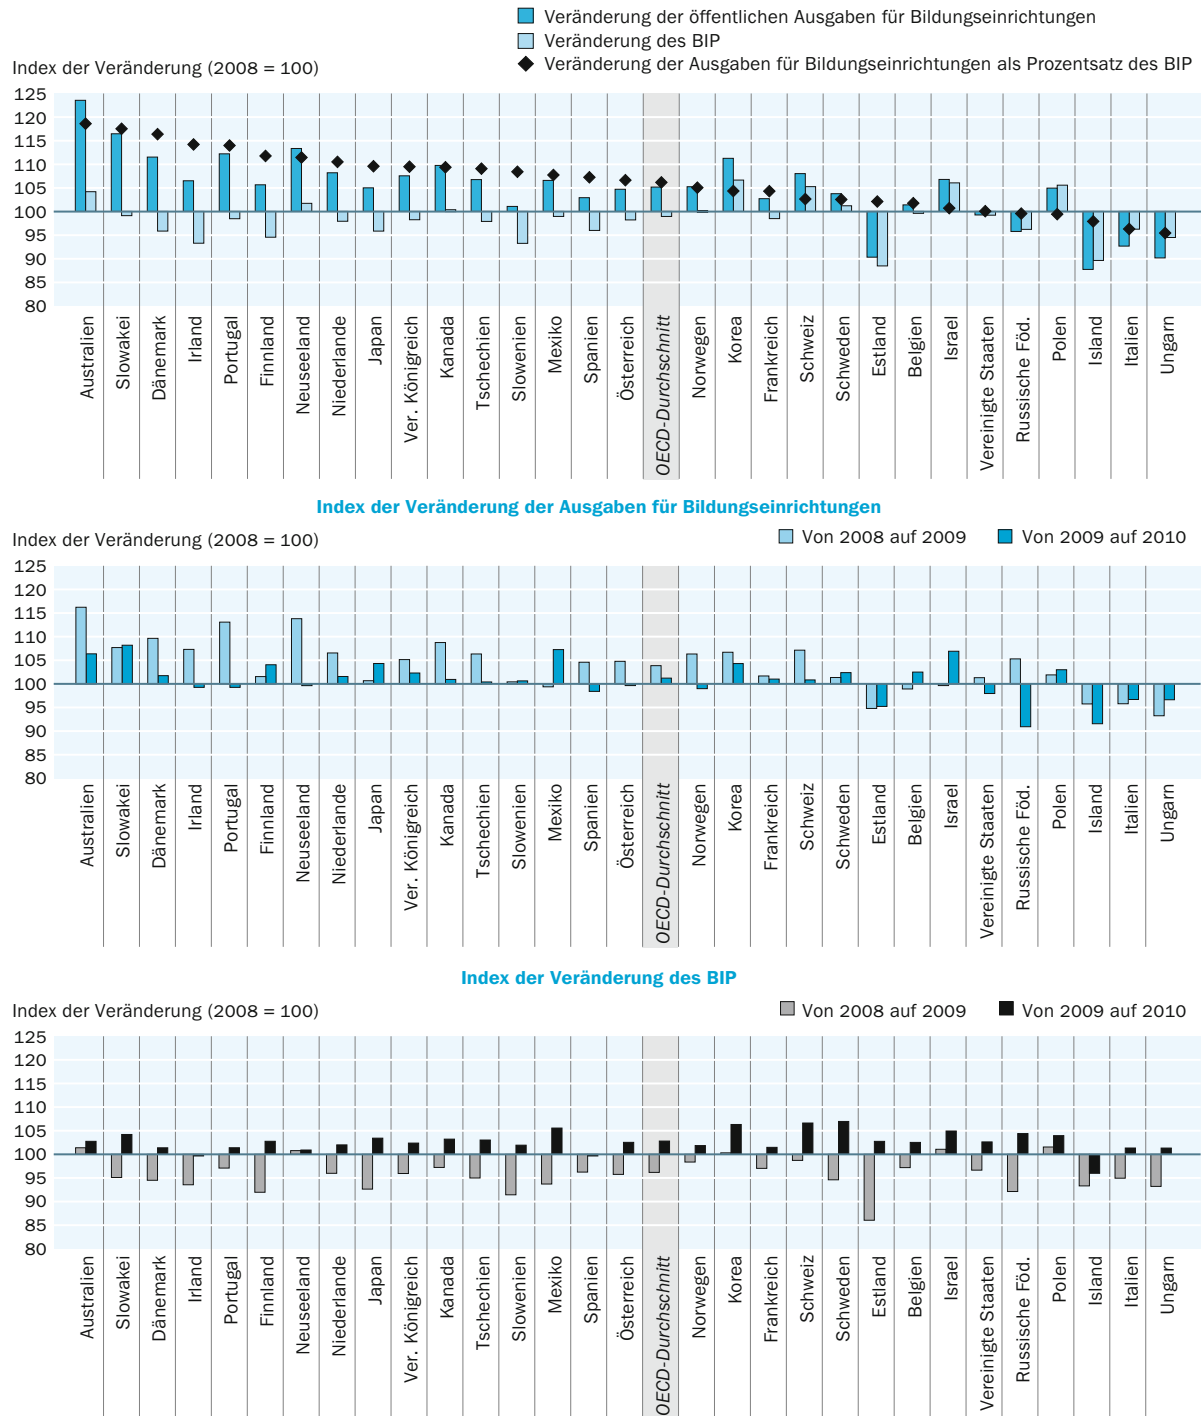 Veränderung der öffentlichen Ausgaben für Bildungseinrichtungen
Veränderung des BIP
Veränderung der Ausgaben für Bildungseinrichtungen als Prozentsatz des BIP
Index der Veränderung (2008 = 100)
125
120
115
110
105
100
95
90
85
80
Australien
Slowakei
Dänemark
Irland
Portugal
Finnland
Neuseeland
Niederlande
Japan
Ver. Königreich
Kanada
Tschechien
Slowenien
Mexiko
Spanien
Österreich
OECD-Durchschnitt
Norwegen
Korea
Frankreich
Schweiz
Schweden
Estland
Belgien
Israel
Vereinigte Staaten
Russische Föd.
Polen
Island
Italien
Ungarn
Index der Veränderung der Ausgaben für Bildungseinrichtungen
Index der Veränderung (2008 = 100)
Von 2008 auf 2009
Von 2009 auf 2010
125
120
115
110
105
100
95
90
85
80
Australien
Slowakei
Dänemark
Irland
Portugal
Finnland
Neuseeland
Niederlande
Japan
Ver. Königreich
Kanada
Tschechien
Slowenien
Mexiko
Spanien
Österreich
OECD-Durchschnitt
Norwegen
Korea
Frankreich
Schweiz
Schweden
Estland
Belgien
Israel
Vereinigte Staaten
Russische Föd.
Polen
Island
Italien
Ungarn
Index der Veränderung des BIP
Index der Veränderung (2008 = 100)
Von 2008 auf 2009
Von 2009 auf 2010
125
120
115
110
105
100
95
90
85
80
Australien
Slowakei
Dänemark
Irland
Portugal
Finnland
Neuseeland
Niederlande
Japan
Ver. Königreich
Kanada
Tschechien
Slowenien
Mexiko
Spanien
Österreich
OECD-Durchschnitt
Norwegen
Korea
Frankreich
Schweiz
Schweden
Estland
Belgien
Israel
Vereinigte Staaten
Russische Föd.
Polen
Island
Italien
Ungarn